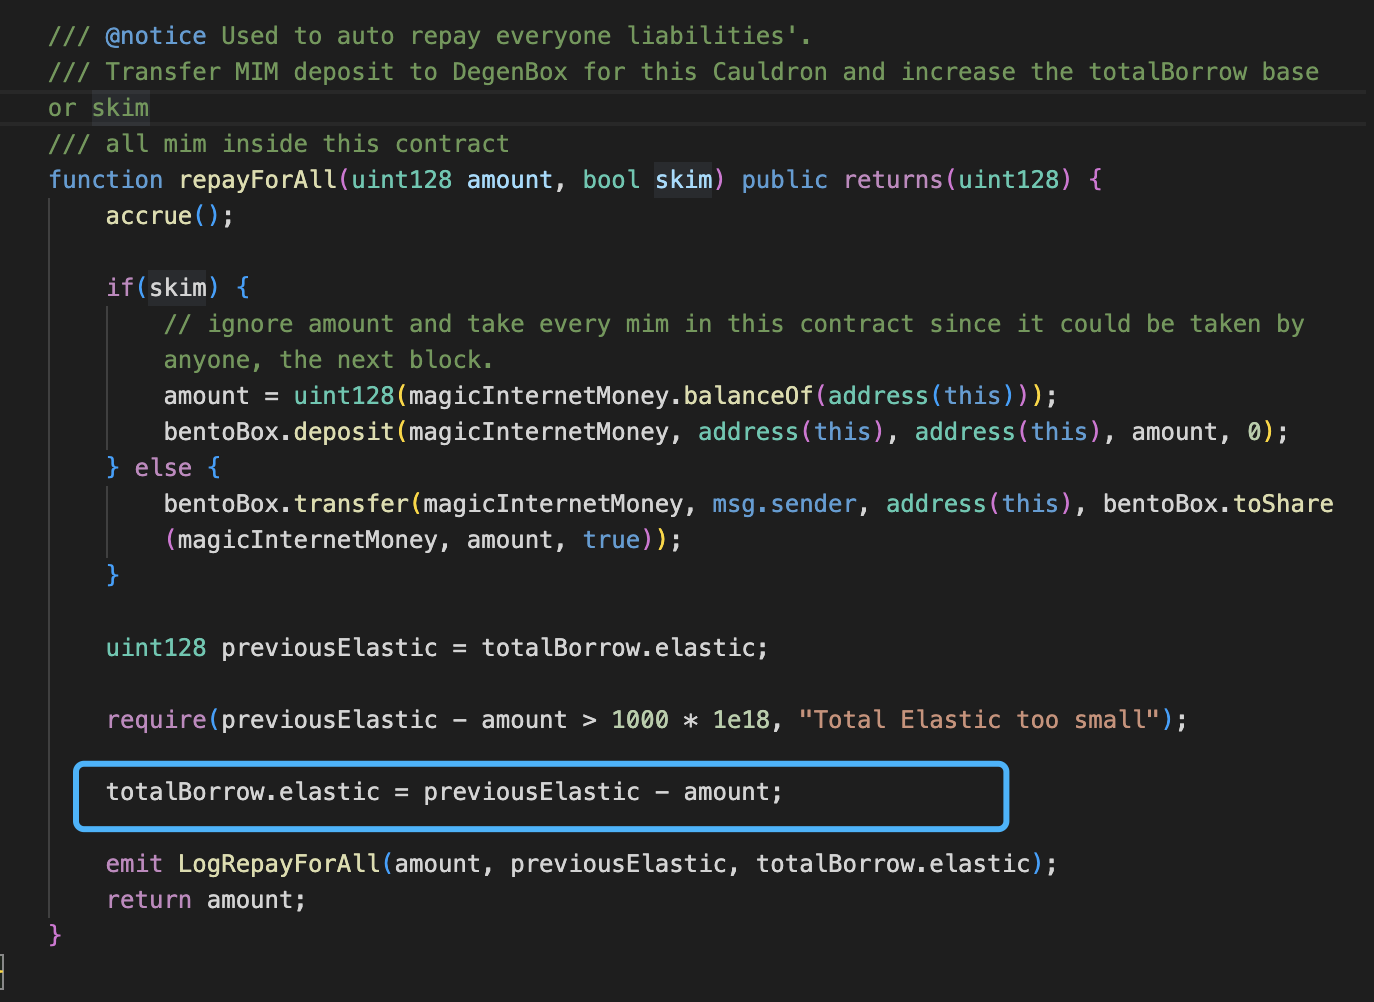 /// @notice Used to auto repay everyone liabilities'.
/// Transfer MIM deposit to DegenBox for this Cauldron and increase the totalBorrow base
or skim
/// all mim inside this contract
function repayForAll(uint128 amount, bool skim) public returns(uint128) {
accrue();
if(skim) {
// ignore amount and take every mim in this contract since it could be taken by
anyone, the next block.
amount = uint128(magicInternetMoney.balanceOf(address(this)));
bentoBox.deposit(magicInternetMoney, address(this), address(this), amount, 0);
} else {
bentoBox.transfer(magicInternetMoney, msg.sender, address(this), bentoBox.toShare
(magicInternetMoney, amount, true));
}
uint128 previousElastic = totalBorrow.elastic;
require(previousElastic - amount > 1000 * 1e18, "Total Elastic too small");
totalBorrow.elastic = previousElastic - amount;
emit LogRepayForAll(amount, previousElastic, totalBorrow.elastic);
return amount;
}